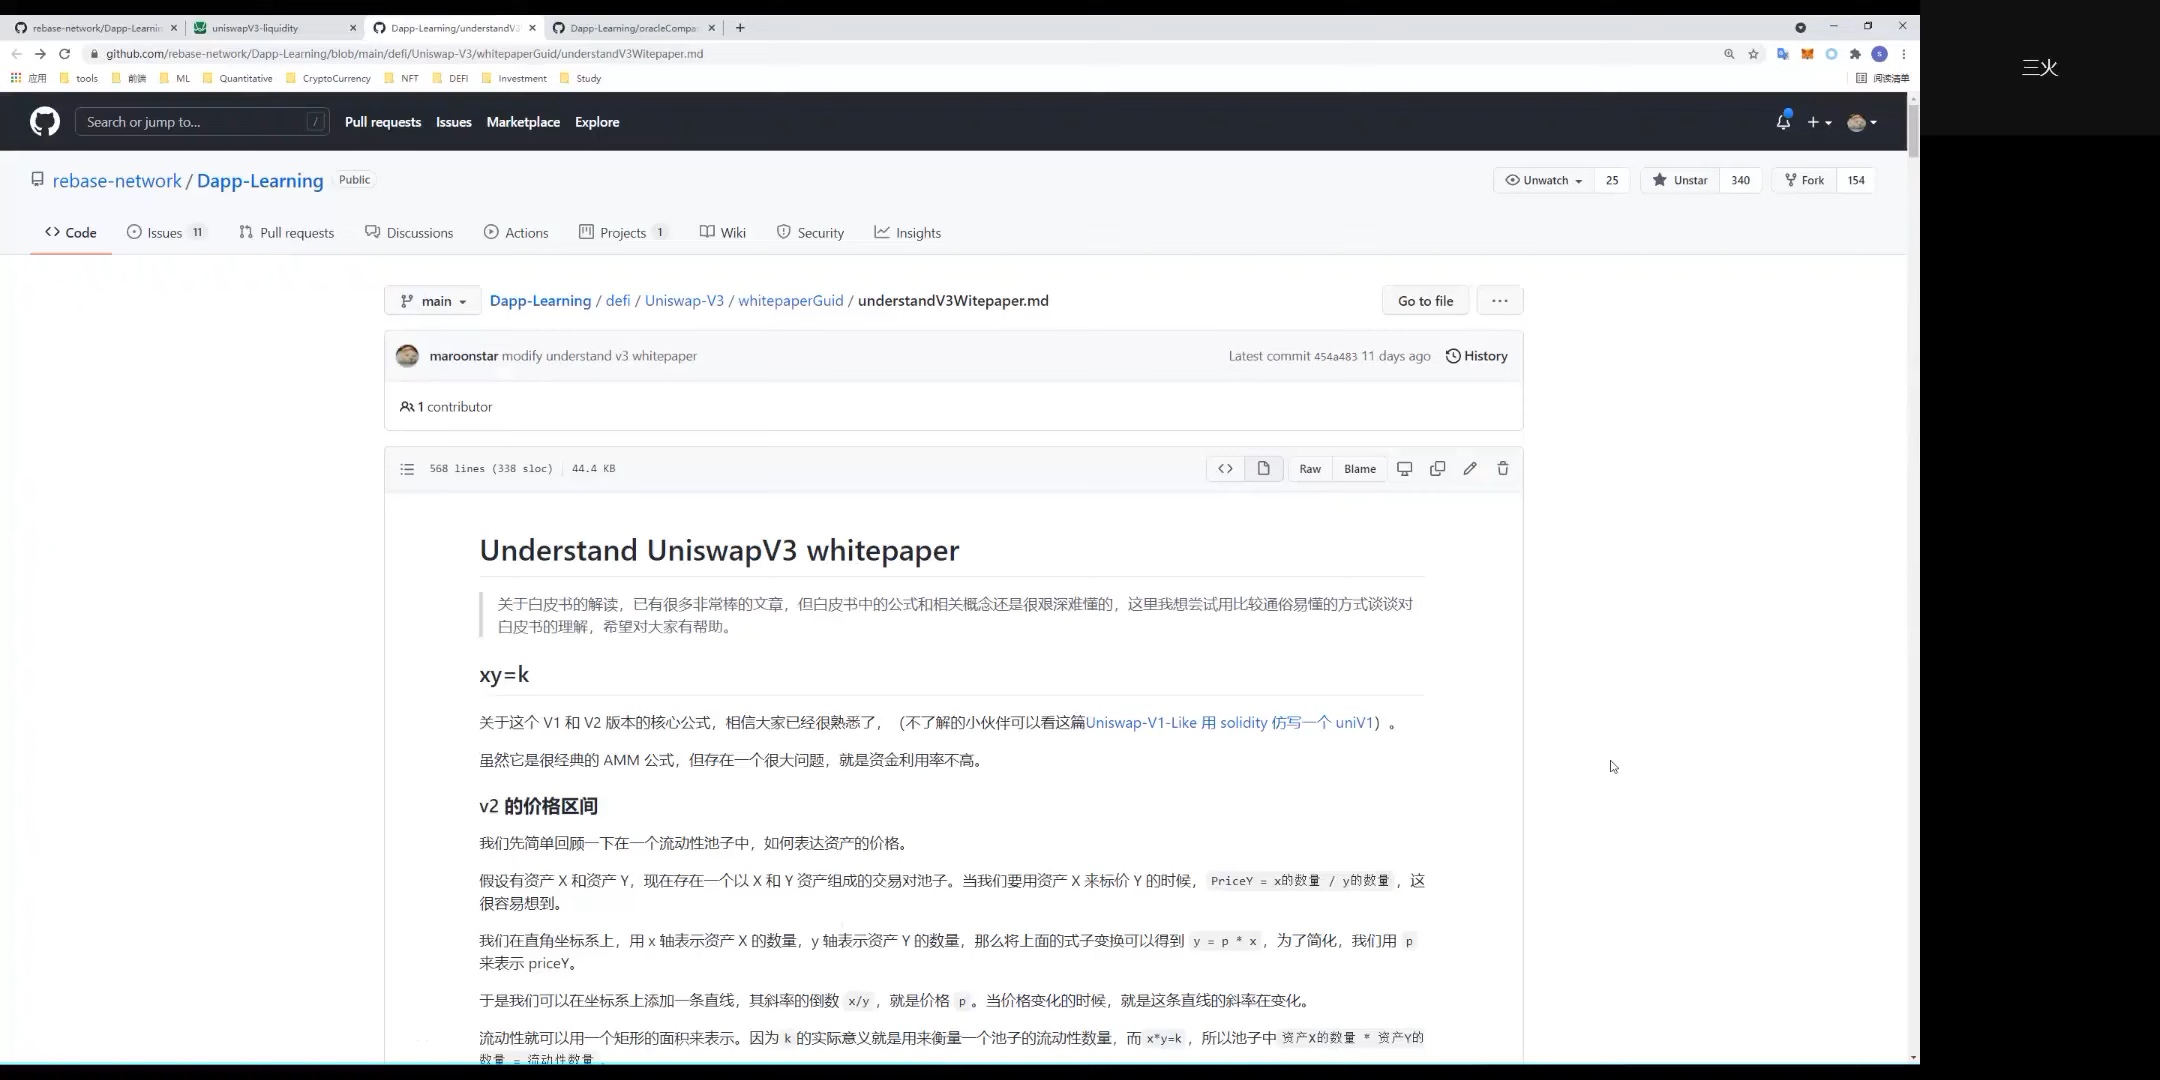 rebase-network/Dapp-Learnin
uniswapV3-liquidity
Dapp-Learning/understandV3
Dapp-Learning/oracleCompa
github.com/rebase-network/Dapp-Learning/blob/main/defi/Uniswap-V3/whitepaperGuid/understandV3Witepaper.md
应用 tools 前端 ML Quantitative CryptoCurrency NFT DEFI Investment Study 阅读清单
三火
Search or jump to... / Pull requests Issues Marketplace Explore
rebase-network / Dapp-Learning Public
Unwatch 25 Unstar 340 Fork 154
Code Issues 11 Pull requests Discussions Actions Projects 1 Wiki Security Insights
main Dapp-Learning / defi / Uniswap-V3 / whitepaperGuid / understandV3Witepaper.md Go to file ...
maroonstar modify understand v3 whitepaper Latest commit 454a483 11 days ago History
1 contributor
568 lines (338 sloc) 44.4 KB <> Raw Blame
Understand UniswapV3 whitepaper
关于白皮书的解读，已有很多非常棒的文章，但白皮书中的公式和相关概念还是很艰深难懂的，这里我想尝试用比较通俗易懂的方式谈谈对
白皮书的理解，希望对大家有帮助。
xy=k
关于这个 V1 和 V2 版本的核心公式，相信大家已经很熟悉了，（不了解的小伙伴可以看这篇Uniswap-V1-Like 用 solidity 仿写一个 uniV1）。
虽然它是很经典的 AMM 公式，但存在一个很大问题，就是资金利用率不高。
v2 的价格区间
我们先简单回顾一下在一个流动性池子中，如何表达资产的价格。
假设有资产 X 和资产 Y，现在存在一个以 X 和 Y 资产组成的交易对池子。当我们要用资产 X 来标价 Y 的时候， PriceY = x的数量 / y的数量 ，这
很容易想到。
我们在直角坐标系上，用 x 轴表示资产 X 的数量，y 轴表示资产 Y 的数量，那么将上面的式子变换可以得到 y = p * x ，为了简化，我们用 p
来表示 priceY。
于是我们可以在坐标系上添加一条直线，其斜率的倒数 x/y ，就是价格 p 。当价格变化的时候，就是这条直线的斜率在变化。
流动性就可以用一个矩形的面积来表示。因为 k 的实际意义就是用来衡量一个池子的流动性数量，而 x*y=k ，所以池子中 资产X的数量 * 资产Y的
数量 = 流动性数量 。